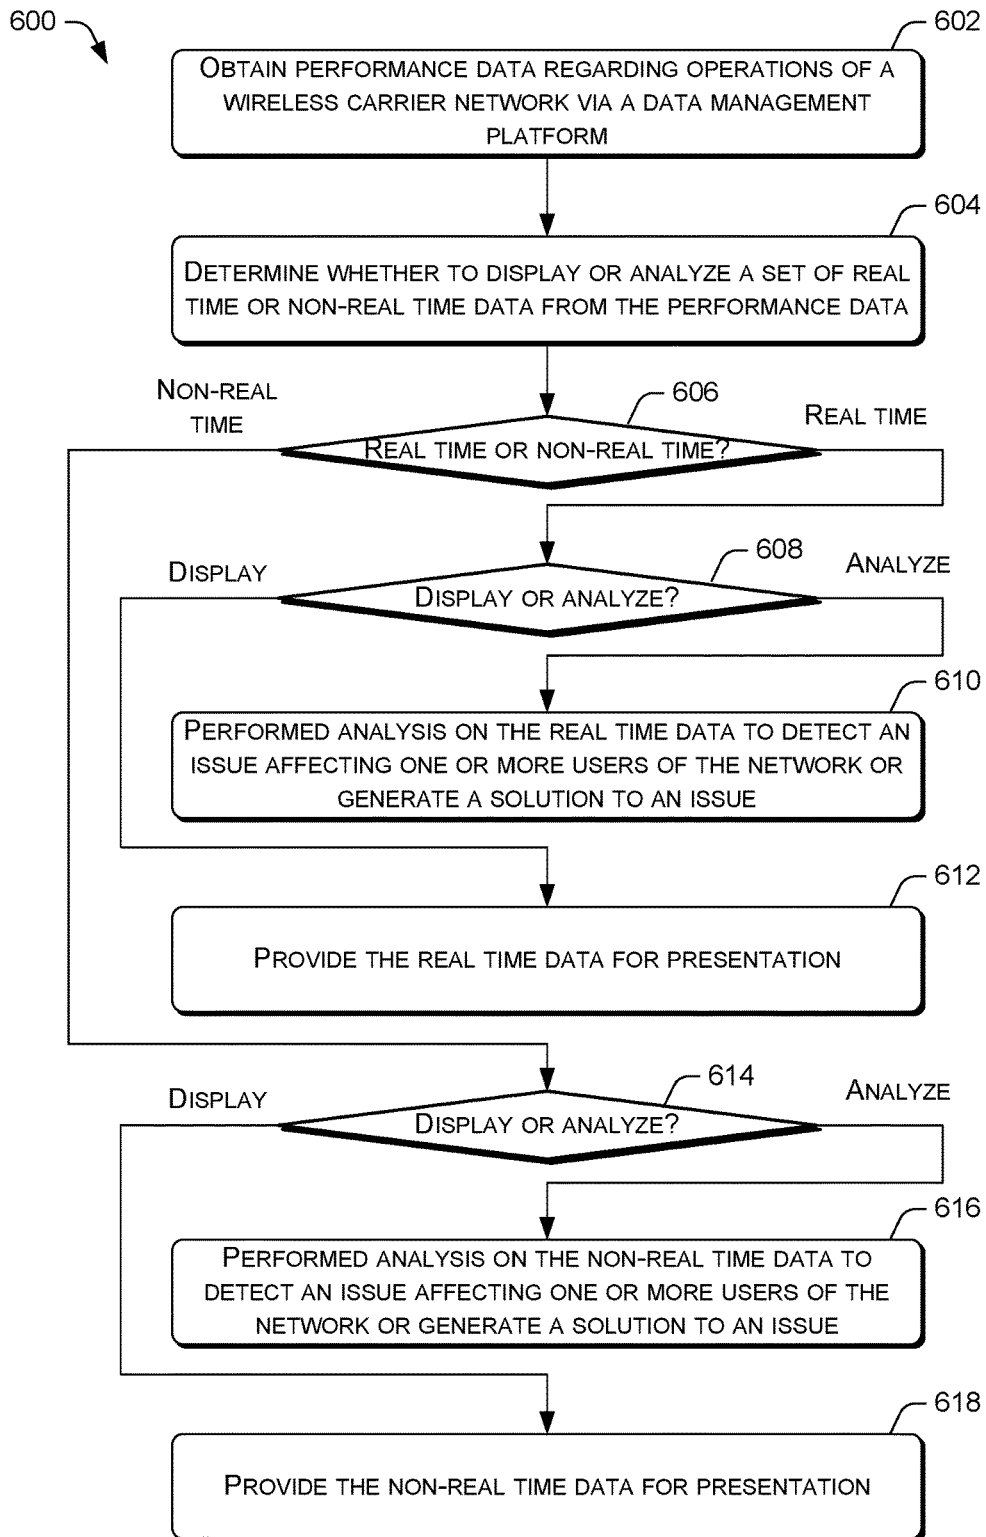 600
602
OBTAIN PERFORMANCE DATA REGARDING OPERATIONS OF A
WIRELESS CARRIER NETWORK VIA A DATA MANAGEMENT
PLATFORM
604
DETERMINE WHETHER TO DISPLAY OR ANALYZE A SET OF REAL
TIME OR NON-REAL TIME DATA FROM THE PERFORMANCE DATA
NON-REAL
TIME
606
REAL TIME
REAL TIME OR NON-REAL TIME?
608
DISPLAY
ANALYZE
DISPLAY OR ANALYZE?
610
PERFORMED ANALYSIS ON THE REAL TIME DATA TO DETECT AN
ISSUE AFFECTING ONE OR MORE USERS OF THE NETWORK OR
GENERATE A SOLUTION TO AN ISSUE
612
PROVIDE THE REAL TIME DATA FOR PRESENTATION
614
DISPLAY
ANALYZE
DISPLAY OR ANALYZE?
616
PERFORMED ANALYSIS ON THE NON-REAL TIME DATA TO
DETECT AN ISSUE AFFECTING ONE OR MORE USERS OF THE
NETWORK OR GENERATE A SOLUTION TO AN ISSUE
618
PROVIDE THE NON-REAL TIME DATA FOR PRESENTATION